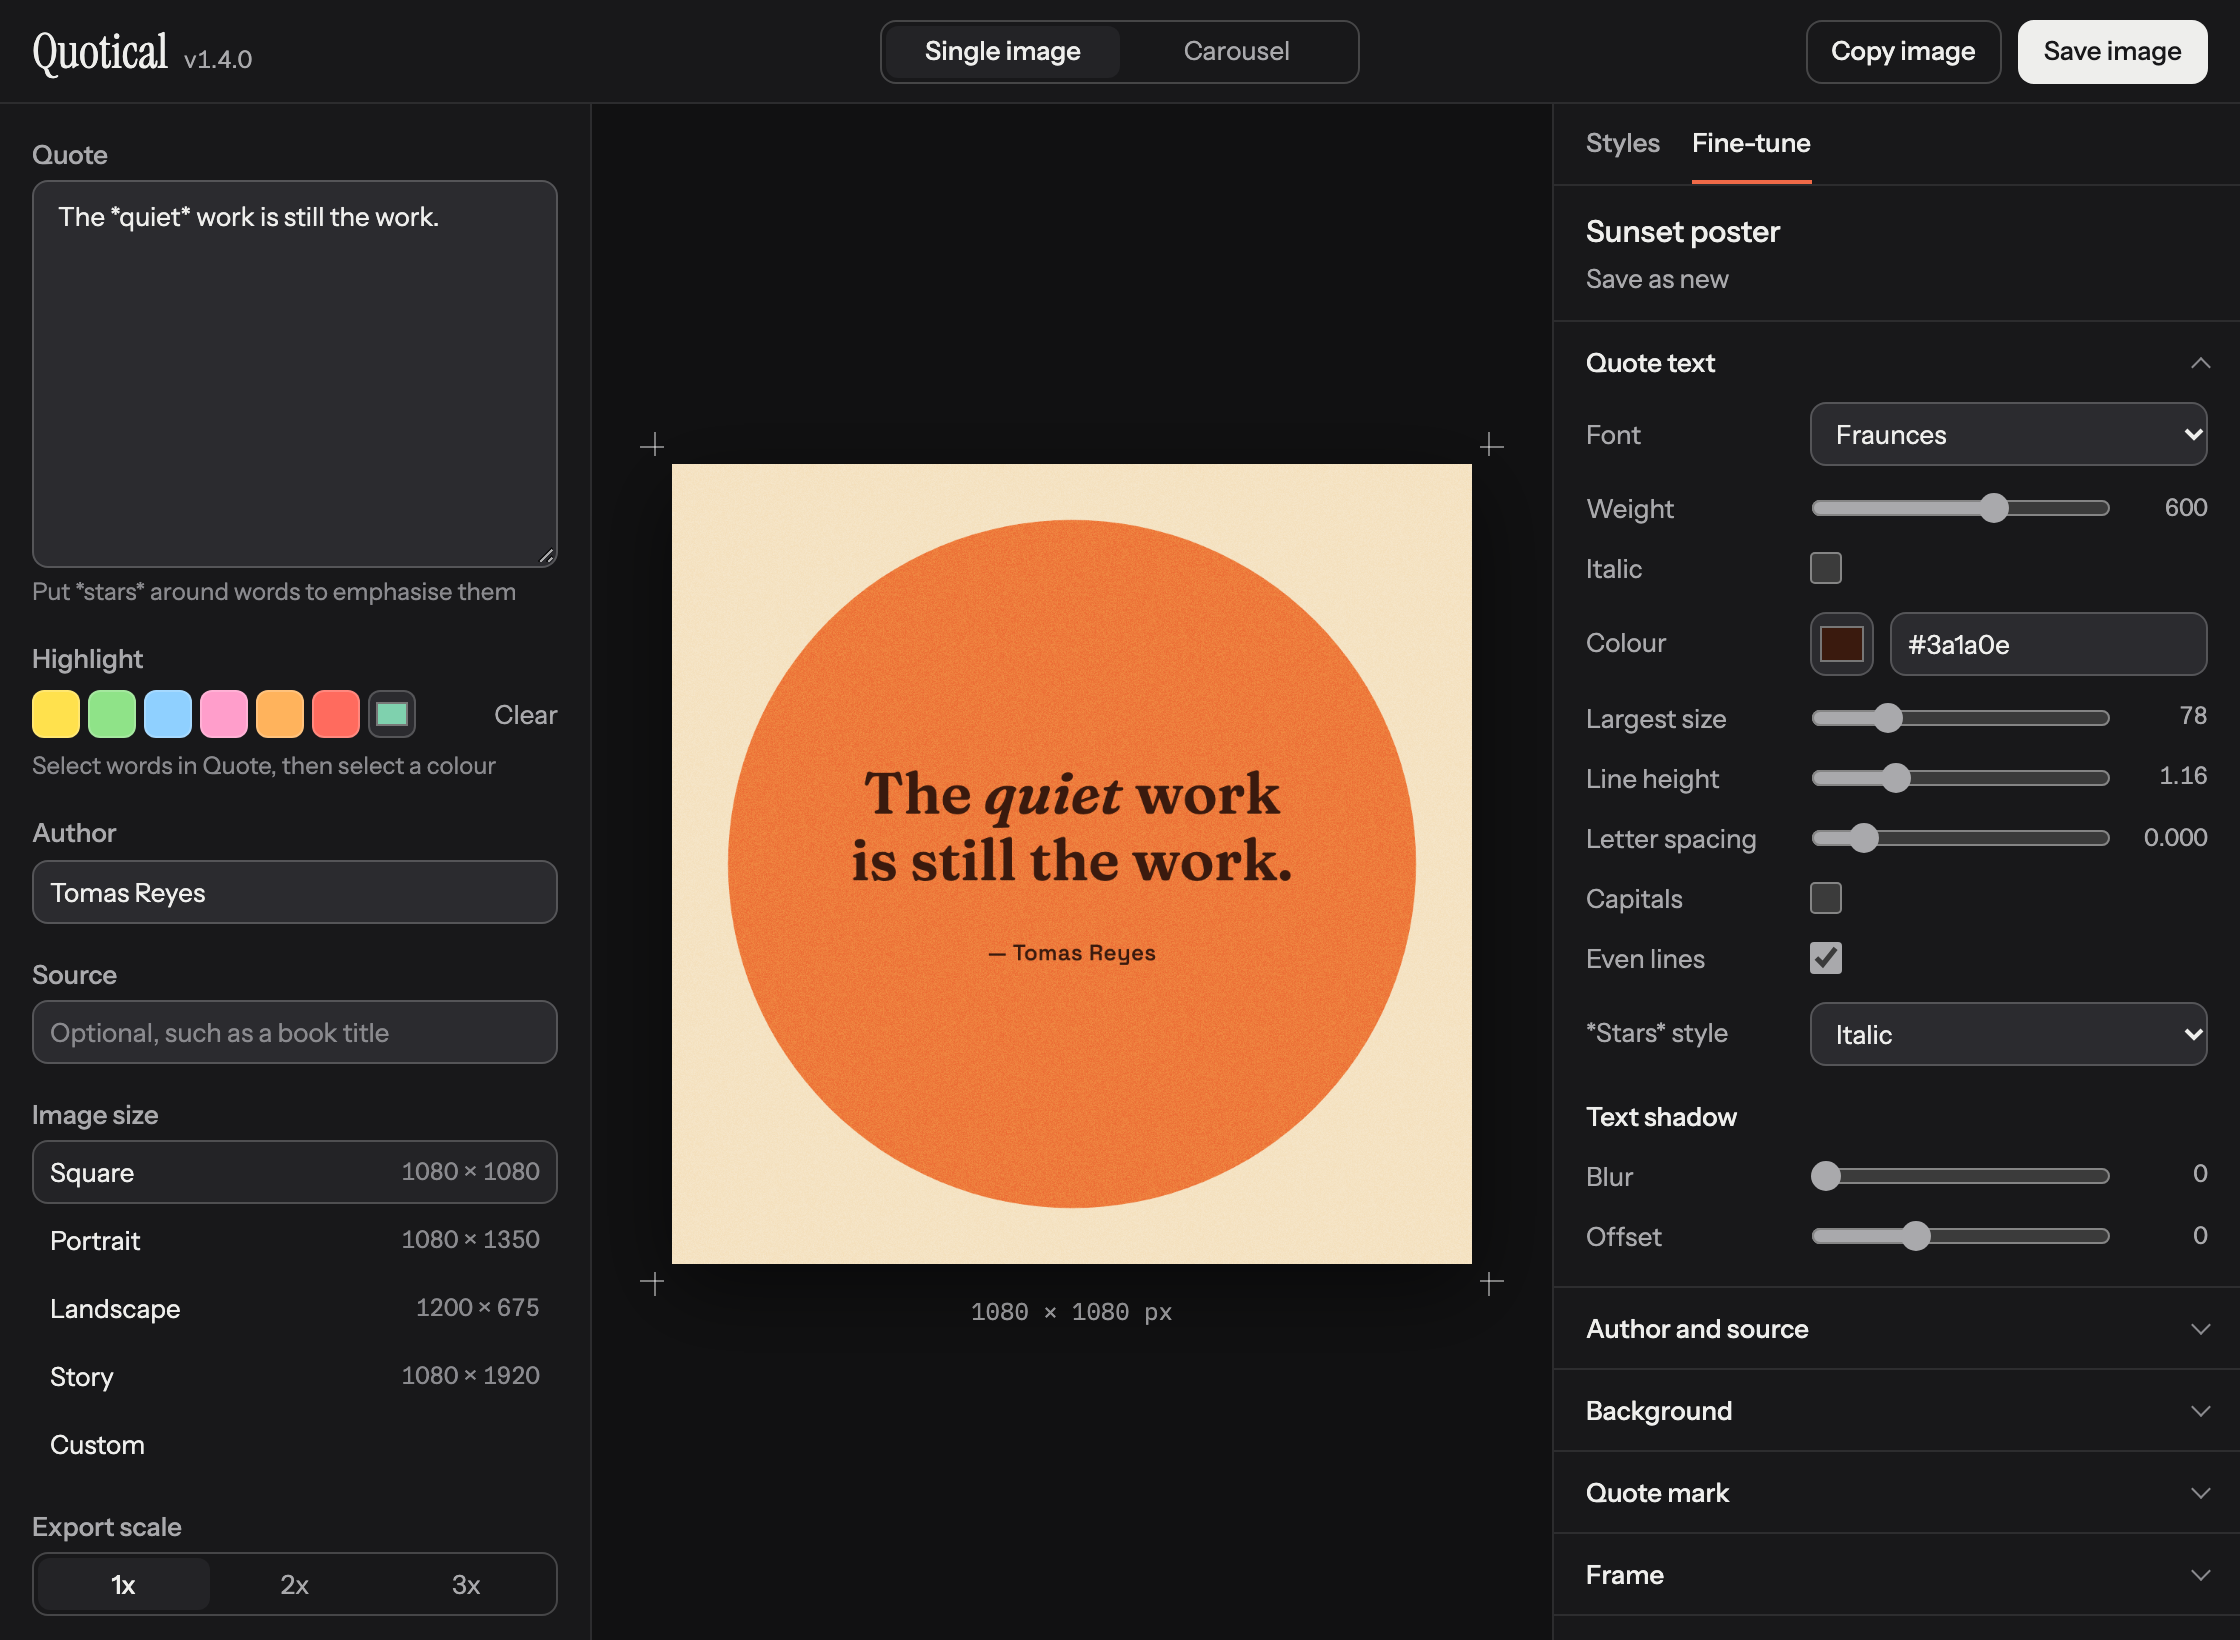 Quotical v1.4.0
Single image
Carousel
Copy image
Save image
Quote
The *quiet* work is still the work.
Put *stars* around words to emphasise them
Highlight
Clear
Select words in Quote, then select a colour
Author
Tomas Reyes
Source
Optional, such as a book title
Image size
Square 1080 × 1080
Portrait 1080 × 1350
Landscape 1200 × 675
Story 1080 × 1920
Custom
Export scale
1x 2x 3x
The quiet work
is still the work.
— Tomas Reyes
1080 × 1080 px
Styles Fine-tune
Sunset poster
Save as new
Quote text
Font Fraunces
Weight 600
Italic
Colour #3a1a0e
Largest size 78
Line height 1.16
Letter spacing 0.000
Capitals
Even lines
*Stars* style Italic
Text shadow
Blur 0
Offset 0
Author and source
Background
Quote mark
Frame